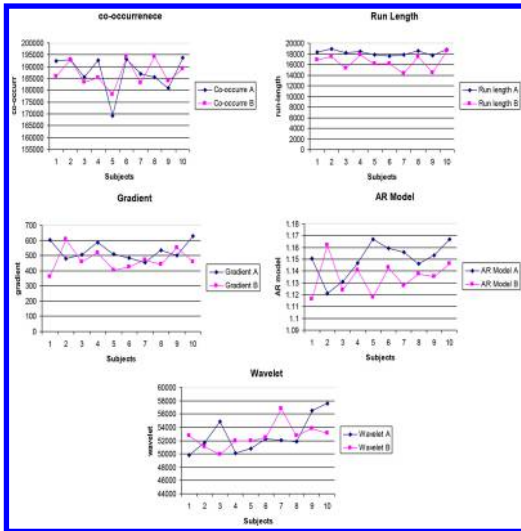 co-occurrenece
co-occurr
200000
195000
190000
185000
180000
175000
170000
165000
160000
155000
1 2 3 4 5 6 7 8 9 10
Subjects
Co-occurre A
Co-occurre B
Run Length
run-length
20000
18000
16000
14000
12000
10000
8000
6000
4000
2000
0
1 2 3 4 5 6 7 8 9 10
Subjects
Run length A
Run length B
Gradient
gradient
700
600
500
400
300
200
100
0
1 2 3 4 5 6 7 8 9 10
Subjects
Gradient A
Gradient B
AR Model
AR model
1.18
1.17
1.16
1.15
1.14
1.13
1.12
1.11
1.1
1.09
1 2 3 4 5 6 7 8 9 10
Subjects
AR Model A
AR Model B
Wavelet
wavelet
60000
58000
56000
54000
52000
50000
48000
46000
44000
1 2 3 4 5 6 7 8 9 10
Subjects
Wavelet A
Wavelet B